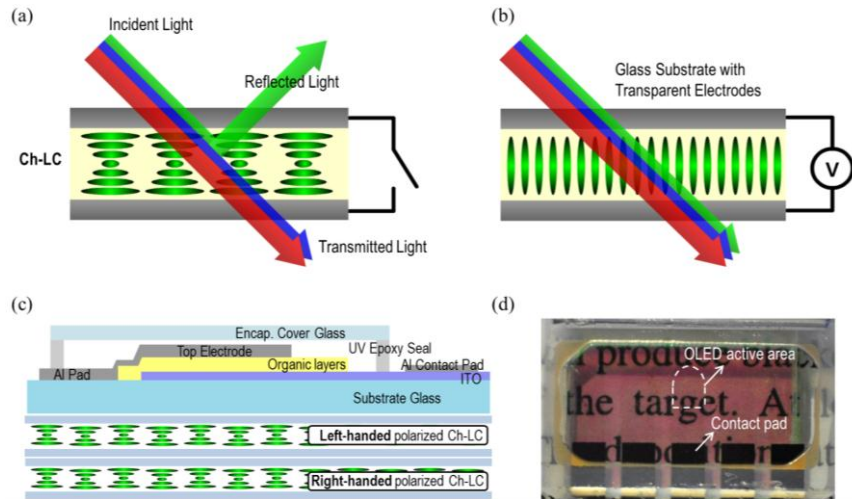 (a)
Incident Light
Reflected Light
Ch-LC
Transmitted Light
(b)
Glass Substrate with
Transparent Electrodes
V
(c)
Encap. Cover Glass
UV Epoxy Seal
Top Electrode
Organic layers
Al Pad
Al Contact Pad
ITO
Substrate Glass
Left-handed polarized Ch-LC
Right-handed polarized Ch-LC
(d)
produce
OLED active area
the target. At
Contact pad